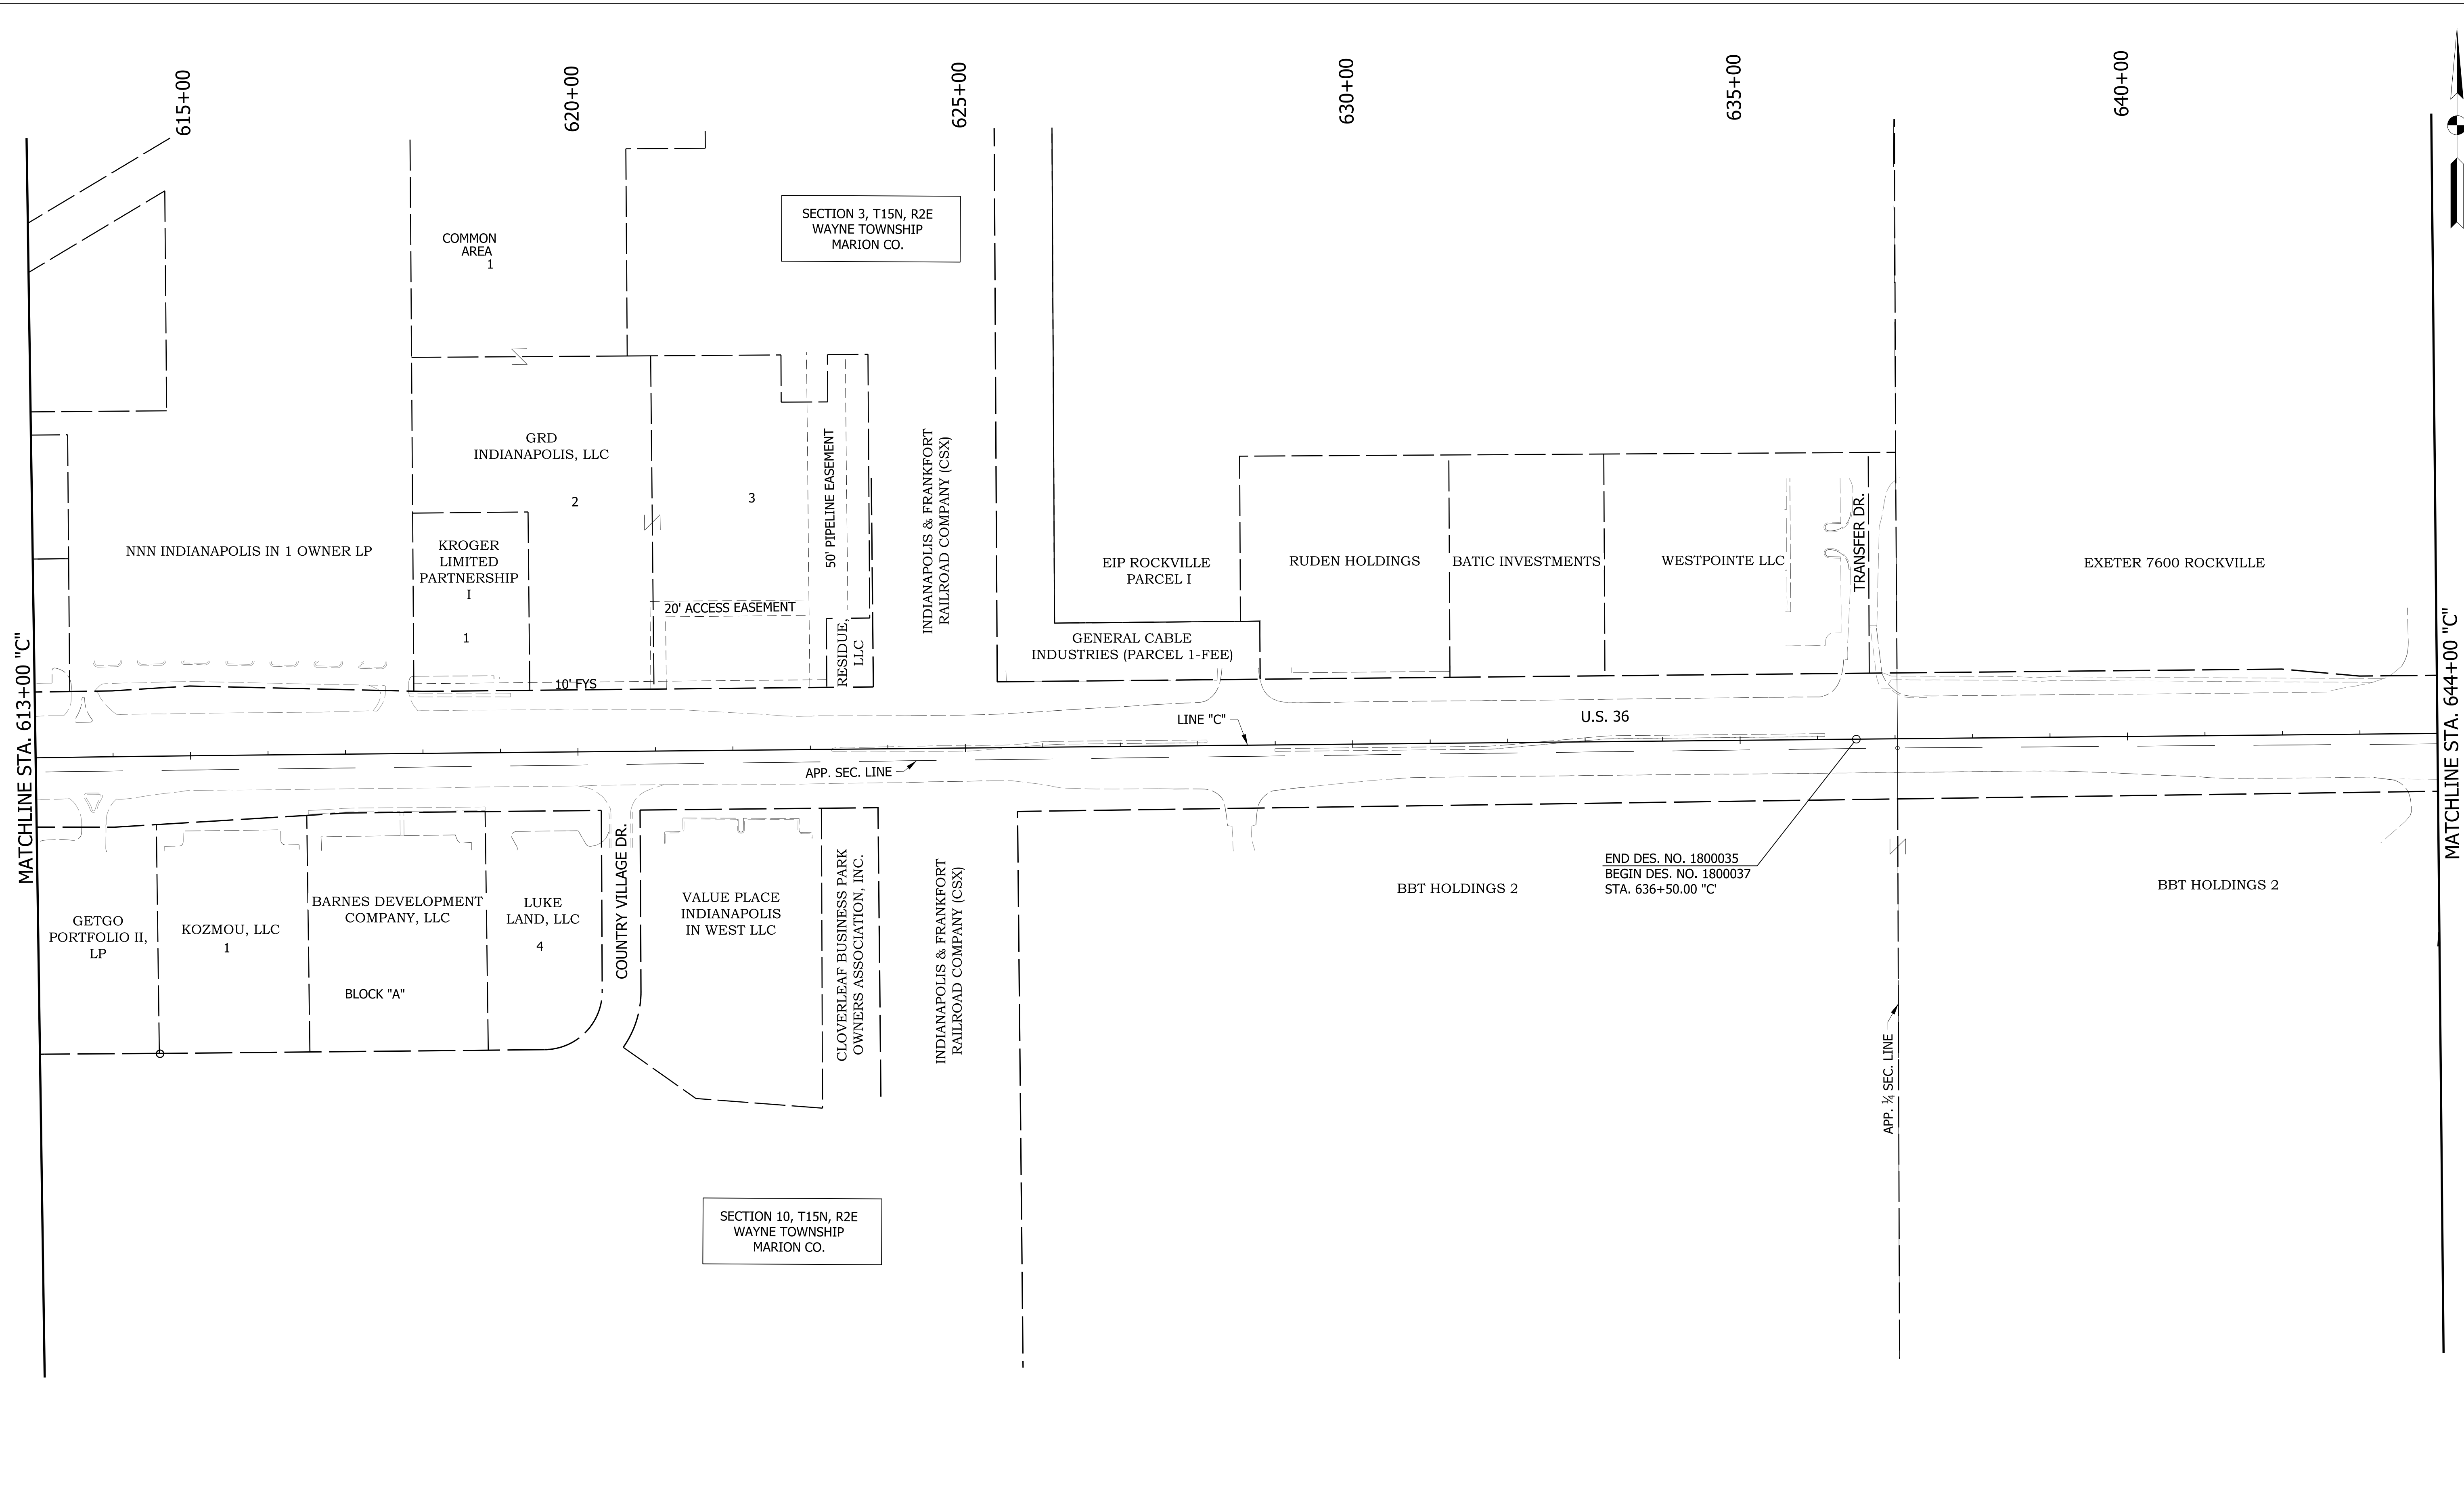 615+00
620+00
625+00
630+00
635+00
640+00
SECTION 3, T15N, R2E
WAYNE TOWNSHIP
MARION CO.
COMMON
AREA
1
GRD
INDIANAPOLIS, LLC
2
3
50' PIPELINE EASEMENT
INDIANAPOLIS & FRANKFORT
RAILROAD COMPANY (CSX)
NNN INDIANAPOLIS IN 1 OWNER LP
KROGER
LIMITED
PARTNERSHIP
I
1
20' ACCESS EASEMENT
RESIDUE,
LLC
10' FYS
EIP ROCKVILLE
PARCEL I
GENERAL CABLE
INDUSTRIES (PARCEL 1-FEE)
RUDEN HOLDINGS
BATIC INVESTMENTS
WESTPOINTE LLC
TRANSFER DR.
EXETER 7600 ROCKVILLE
MATCHLINE STA. 613+00 "C"
MATCHLINE STA. 644+00 "C"
LINE "C"
U.S. 36
APP. SEC. LINE
GETGO
PORTFOLIO II,
LP
KOZMOU, LLC
1
BARNES DEVELOPMENT
COMPANY, LLC
BLOCK "A"
LUKE
LAND, LLC
4
COUNTRY VILLAGE DR.
VALUE PLACE
INDIANAPOLIS
IN WEST LLC
CLOVERLEAF BUSINESS PARK
OWNERS ASSOCIATION, INC.
INDIANAPOLIS & FRANKFORT
RAILROAD COMPANY (CSX)
BBT HOLDINGS 2
END DES. NO. 1800035
BEGIN DES. NO. 1800037
STA. 636+50.00 "C'
BBT HOLDINGS 2
APP. ¼ SEC. LINE
SECTION 10, T15N, R2E
WAYNE TOWNSHIP
MARION CO.